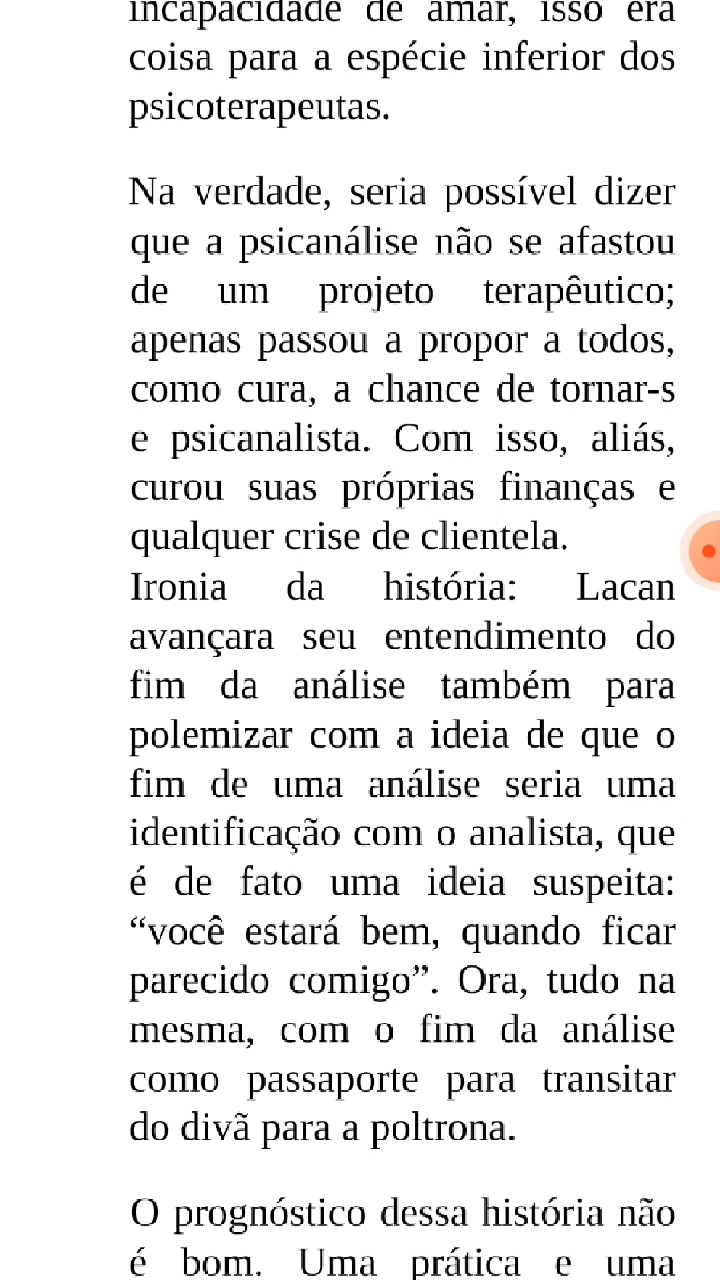 incapacidade de amar, isso era
coisa para a espécie inferior dos
psicoterapeutas.
Na verdade, seria possível dizer
que a psicanálise não se afastou
de um projeto terapêutico;
apenas passou a propor a todos,
como cura, a chance de tornar-s
e psicanalista. Com isso, aliás,
curou suas próprias finanças e
qualquer crise de clientela.
Ironia da história: Lacan
avançara seu entendimento do
fim da análise também para
polemizar com a ideia de que o
fim de uma análise seria uma
identificação com o analista, que
é de fato uma ideia suspeita:
“você estará bem, quando ficar
parecido comigo”. Ora, tudo na
mesma, com o fim da análise
como passaporte para transitar
do divã para a poltrona.
O prognóstico dessa história não
é bom. Uma prática e uma